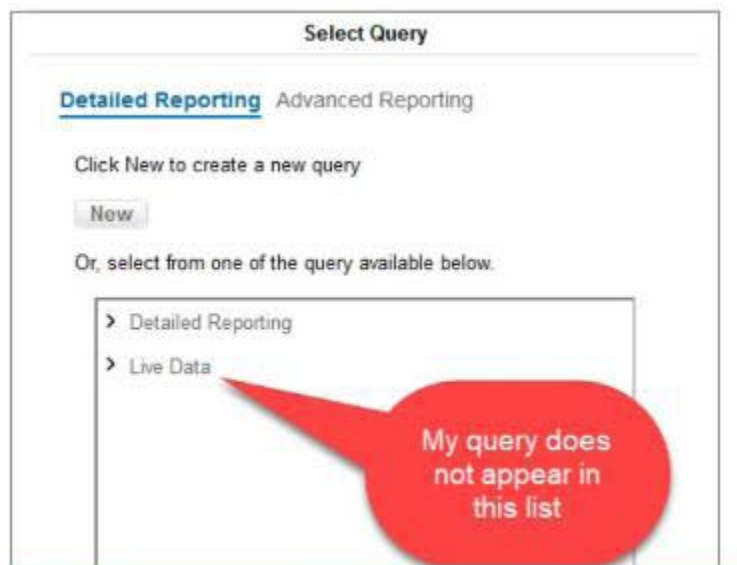 Select Query
Detailed Reporting Advanced Reporting
Click New to create a new query
New
Or, select from one of the query available below.
Detailed Reporting
Live Data
My query does
not appear in
this list